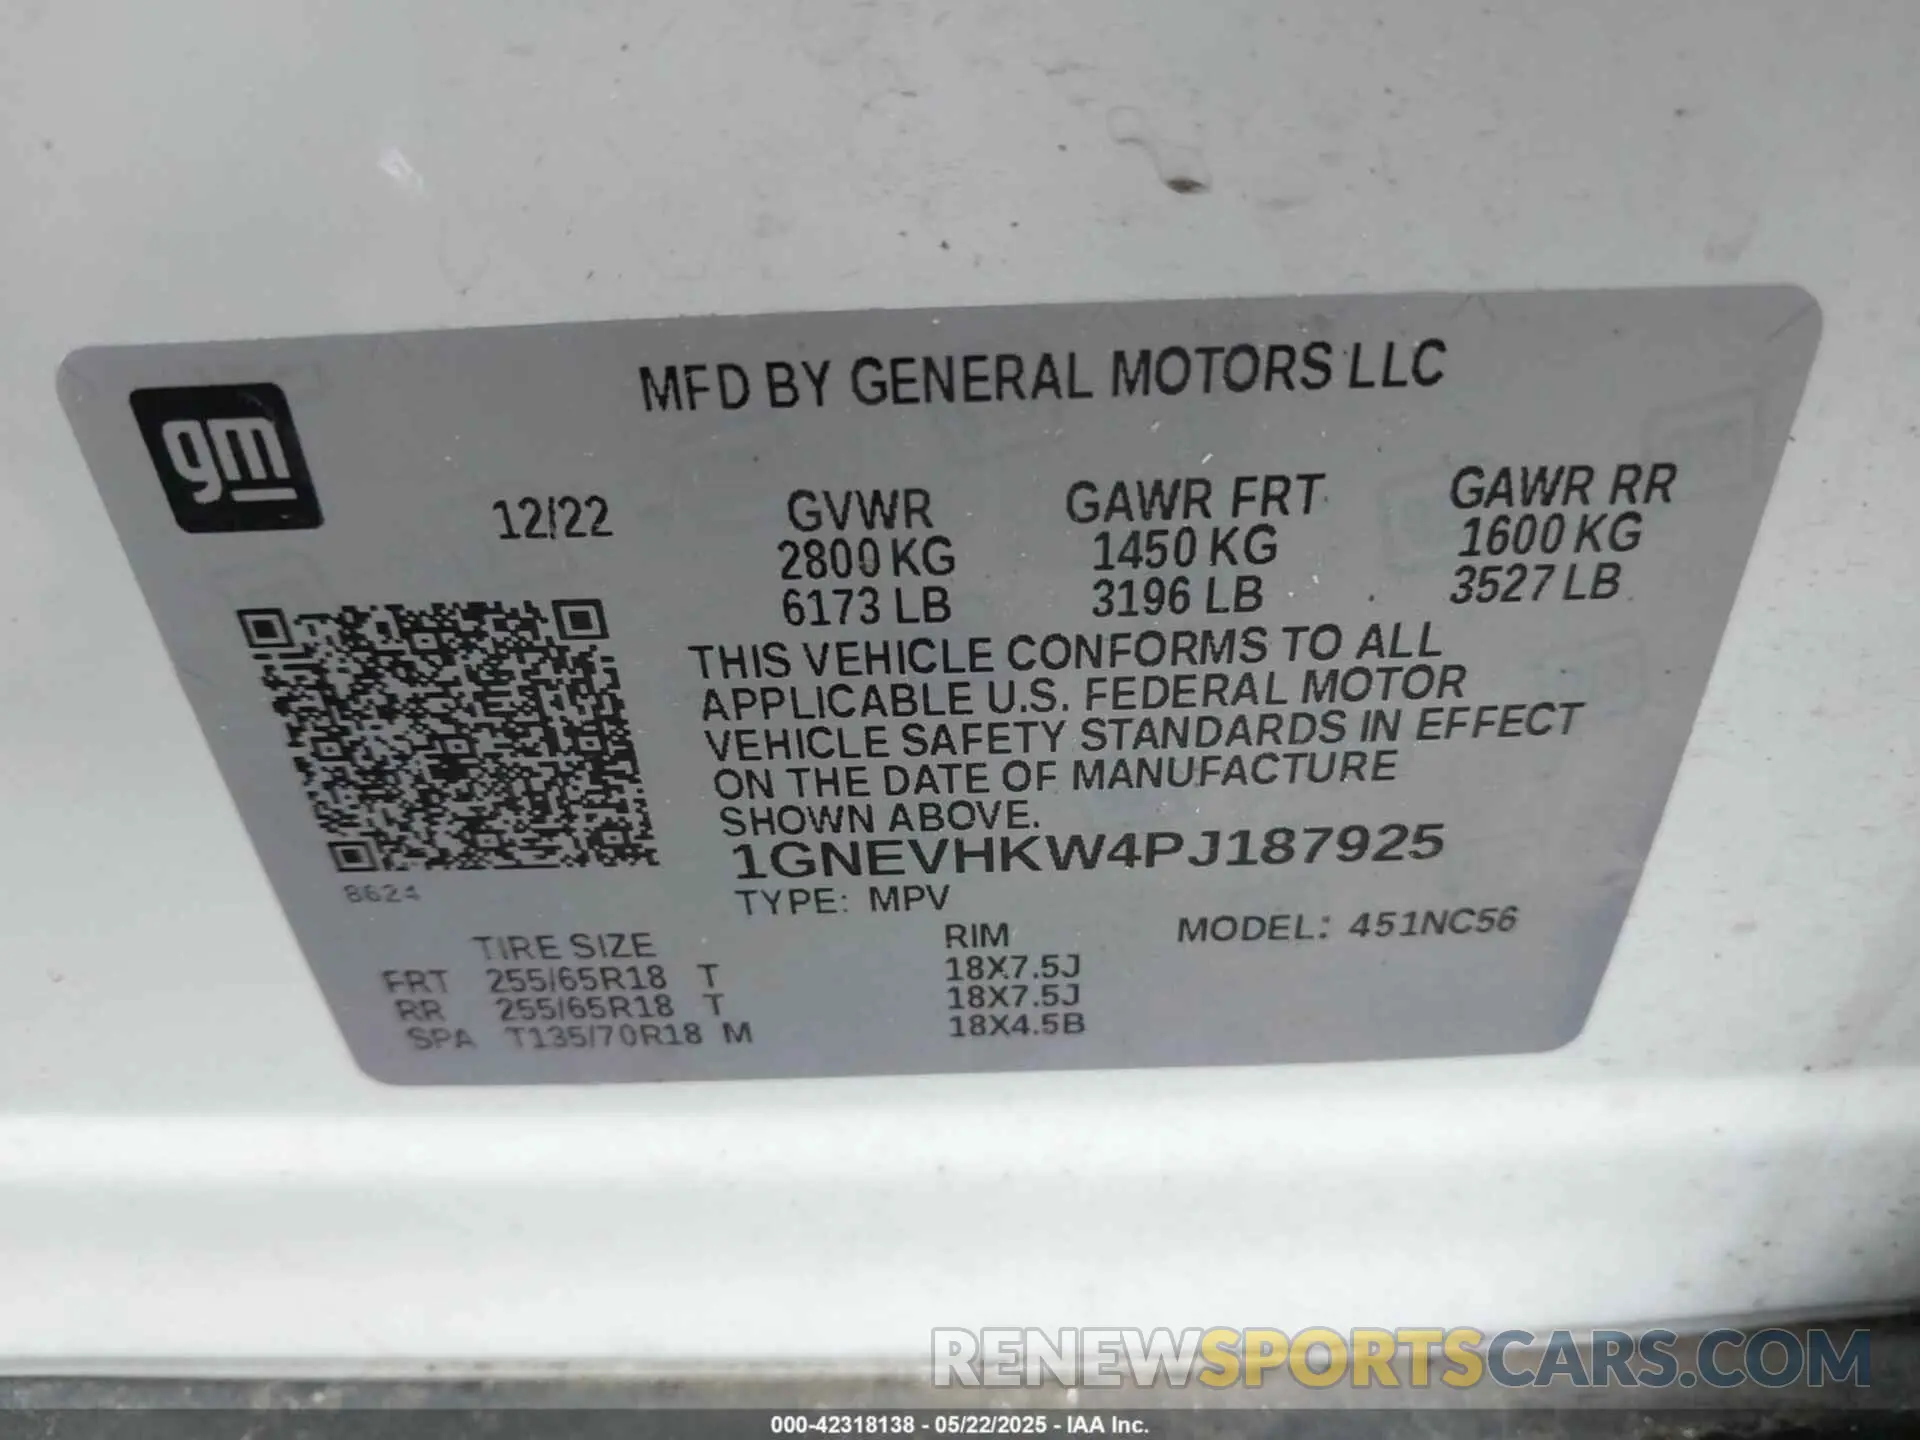 MFD BY GENERAL MOTORS LLC
gm
12/22 GVWR GAWR FRT GAWR RR
2800 KG 1450 KG 1600 KG
6173 LB 3196 LB 3527 LB
THIS VEHICLE CONFORMS TO ALL
APPLICABLE U.S. FEDERAL MOTOR
VEHICLE SAFETY STANDARDS IN EFFECT
ON THE DATE OF MANUFACTURE
SHOWN ABOVE.
1GNEVHKW4PJ187925
8624
TYPE: MPV
MODEL: 451NC56
TIRE SIZE RIM
FRT 255/65R18 T 18X7.5J
RR 255/65R18 T 18X7.5J
SPA T135/70R18 M 18X4.5B
RENEWSPORTSCARS.COM
000-42318138 - 05/22/2025 - IAA Inc.